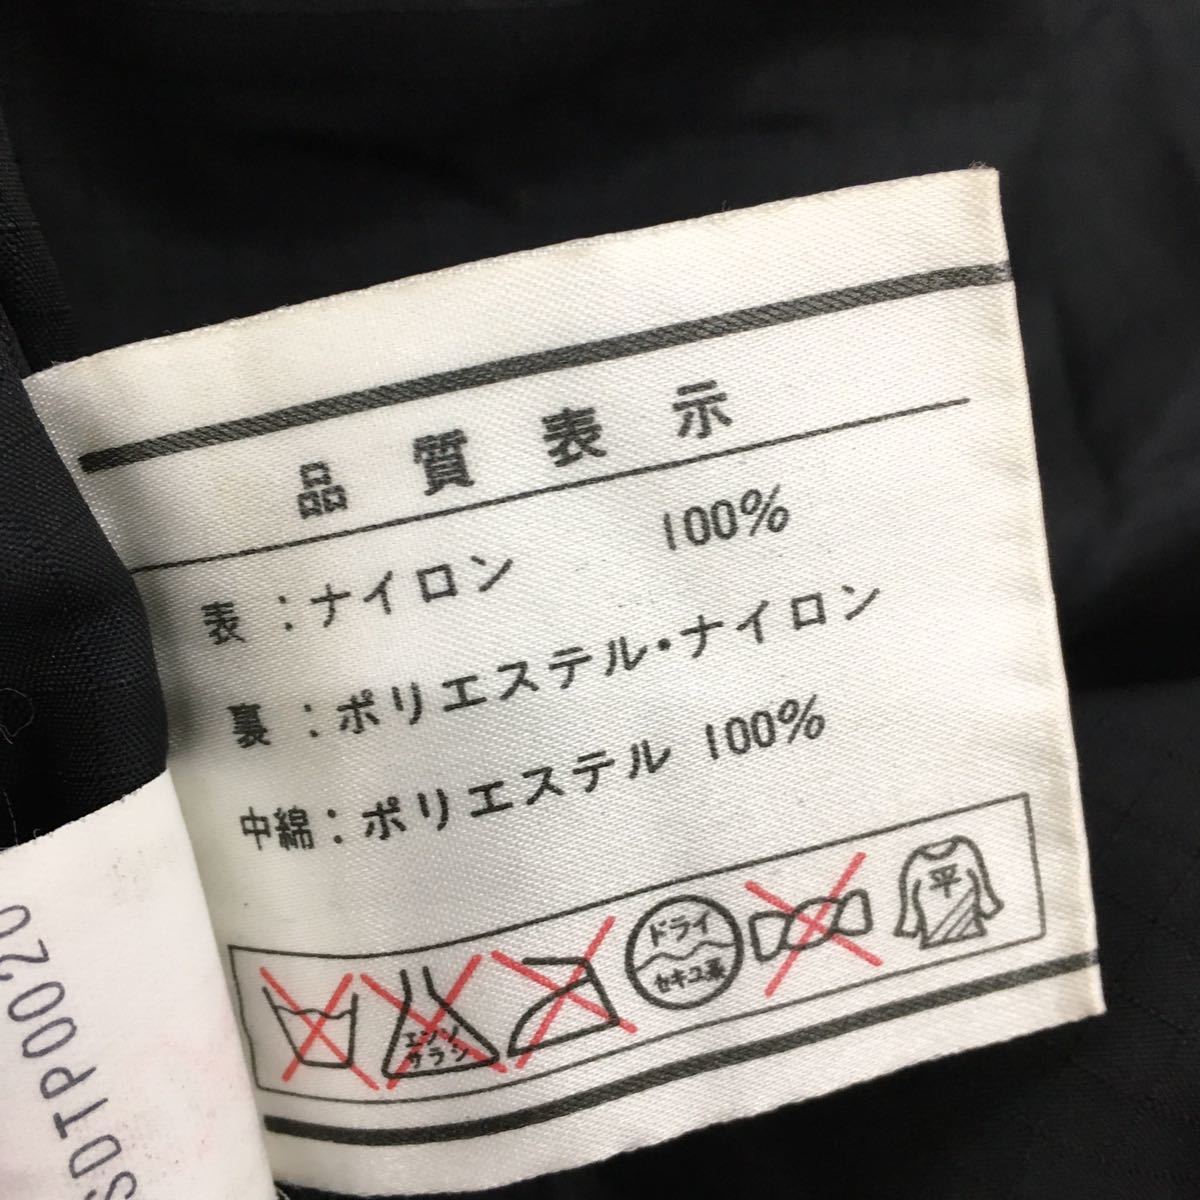 品質表示
表：ナイロン 100%
裏：ポリエステル・ナイロン
中綿：ポリエステル 100%
エンソ
サラシ
ドライ
セキユ系
平
SDTP0020